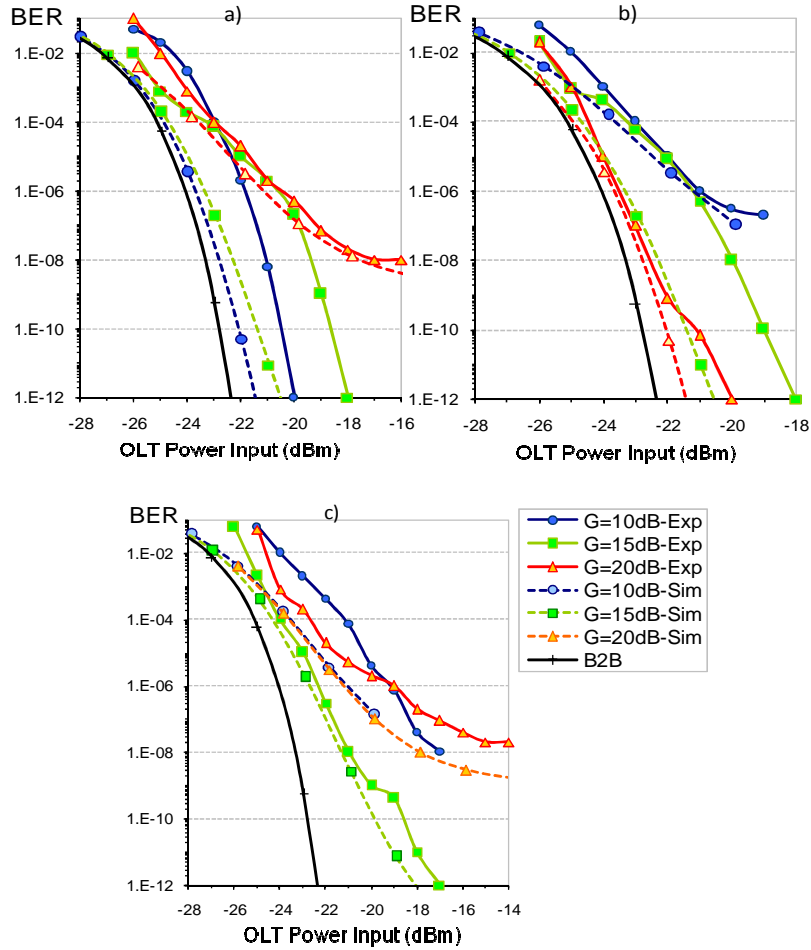 BER
a)
1.E-02
1.E-04
1.E-06
1.E-08
1.E-10
1.E-12
-28 -26 -24 -22 -20 -18 -16
OLT Power Input (dBm)
BER
b)
1.E-02
1.E-04
1.E-06
1.E-08
1.E-10
1.E-12
-28 -26 -24 -22 -20 -18
OLT Power Input (dBm)
BER
c)
1.E-02
1.E-04
1.E-06
1.E-08
1.E-10
1.E-12
-28 -26 -24 -22 -20 -18 -16 -14
OLT Power Input (dBm)
G=10dB-Exp
G=15dB-Exp
G=20dB-Exp
G=10dB-Sim
G=15dB-Sim
G=20dB-Sim
B2B